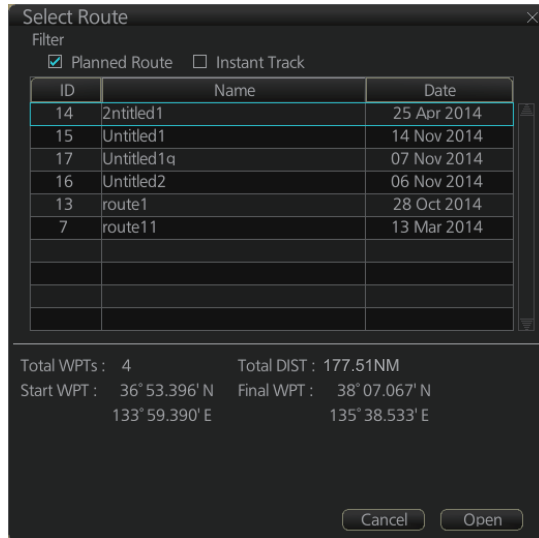 Select Route
Filter
Planned Route Instant Track
ID Name Date
14 2ntitled1 25 Apr 2014
15 Untitled1 14 Nov 2014
17 Untitled1q 07 Nov 2014
16 Untitled2 06 Nov 2014
13 route1 28 Oct 2014
7 route11 13 Mar 2014
Total WPTs : 4 Total DIST : 177.51NM
Start WPT : 36°53.396' N Final WPT : 38°07.067' N
133°59.390' E 135°38.533' E
Cancel Open